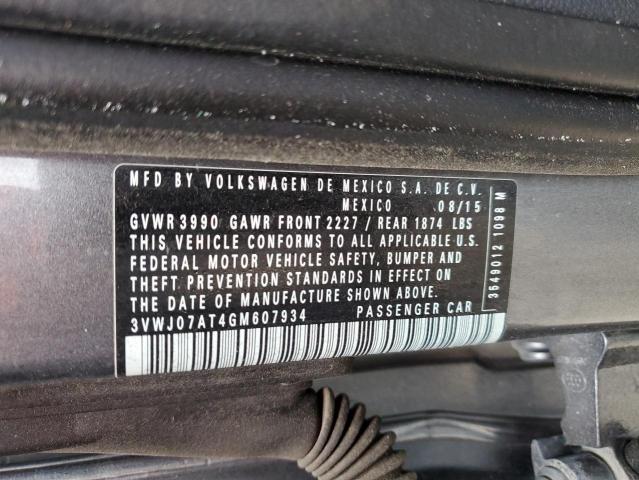 MFD BY VOLKSWAGEN DE MEXICO S.A. DE C.V.
MEXICO 08/15
GVWR 3990 GAWR FRONT 2227 / REAR 1874 LBS
THIS VEHICLE CONFORMS TO ALL APPLICABLE U.S.
FEDERAL MOTOR VEHICLE SAFETY, BUMPER AND
THEFT PREVENTION STANDARDS IN EFFECT ON
THE DATE OF MANUFACTURE SHOWN ABOVE.
3VWJ07AT4GM607934 PASSENGER CAR
3649012 1098 M